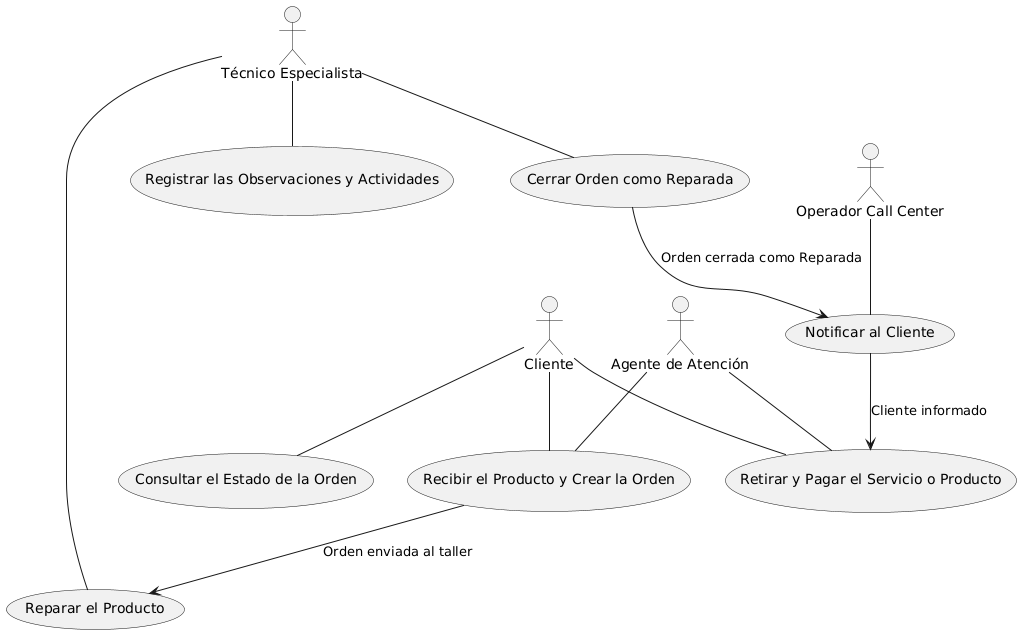 Técnico Especialista
Registrar las Observaciones y Actividades
Cerrar Orden como Reparada
Operador Call Center
Orden cerrada como Reparada
Notificar al Cliente
Cliente
Agente de Atención
Cliente informado
Consultar el Estado de la Orden
Recibir el Producto y Crear la Orden
Retirar y Pagar el Servicio o Producto
Orden enviada al taller
Reparar el Producto